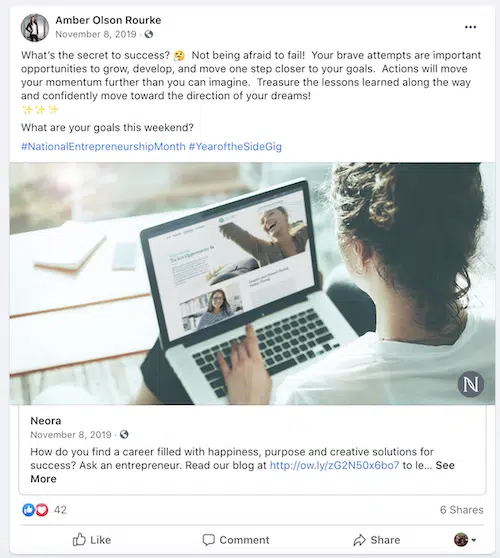 Amber Olson Rourke
November 8, 2019 ·
What's the secret to success? 🤔 Not being afraid to fail! Your brave attempts are important
opportunities to grow, develop, and move one step closer to your goals. Actions will move
your momentum further than you can imagine. Treasure the lessons learned along the way
and confidently move toward the direction of your dreams!
✨✨✨
What are your goals this weekend?
#NationalEntrepreneurshipMonth #YearoftheSideGig
N
Neora
November 8, 2019 ·
How do you find a career filled with happiness, purpose and creative solutions for
success? Ask an entrepreneur. Read our blog at http://ow.ly/zG2N50x6bo7 to le... See
More
42
6 Shares
Like
Comment
Share